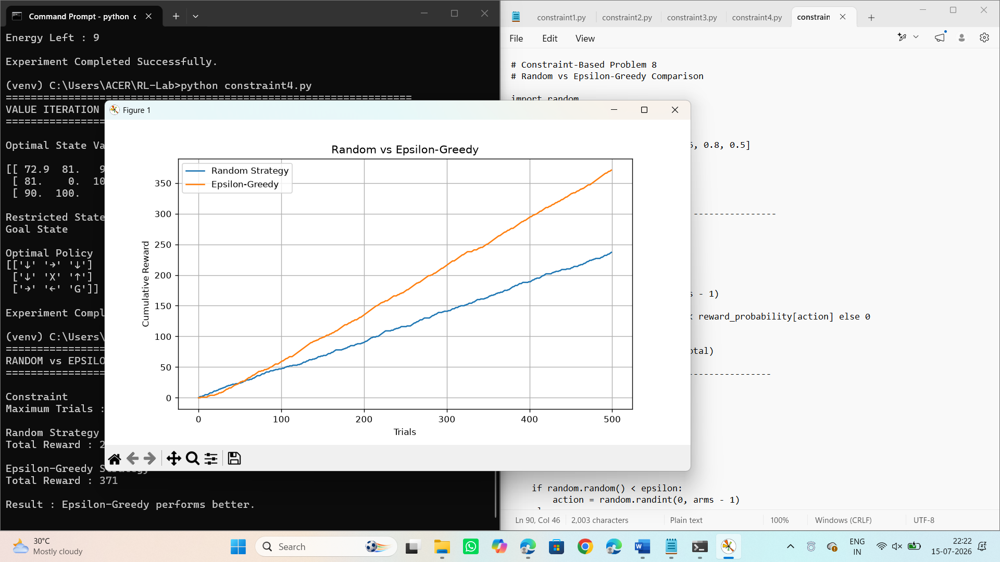 Command Prompt - python c
Energy Left : 9
Experiment Completed Successfully.
(venv) C:\Users\ACER\RL-Lab>python constraint4.py
=================================================================
VALUE ITERATION
================
Optimal State Va
[[ 72.9  81.   9
 [ 81.    0.  10
 [ 90.  100.
Restricted State
Goal State
Optimal Policy
[['↓' '→' '↓']
 ['↓' 'X' '↑']
 ['→' '←' 'G']]
Experiment Compl
(venv) C:\Users\
================
RANDOM vs EPSILO
================
Constraint
Maximum Trials :
Random Strategy
Total Reward : 2
Epsilon-Greedy Strategy
Total Reward : 371
Result : Epsilon-Greedy performs better.
constraint1.py constraint2.py constraint3.py constraint4.py constrain
File Edit View
# Constraint-Based Problem 8
# Random vs Epsilon-Greedy Comparison
import random
, 0.8, 0.5]
----------------
- 1)
< reward_probability[action] else 0
otal)
----------------
if random.random() < epsilon:
action = random.randint(0, arms - 1)
Ln 90, Col 46 2,003 characters Plain text 100% Windows (CRLF) UTF-8
Figure 1
Random vs Epsilon-Greedy
Random Strategy
Epsilon-Greedy
Cumulative Reward
350
300
250
200
150
100
50
0
0 100 200 300 400 500
Trials
30°C
Mostly cloudy
Search
ENG
IN
22:22
15-07-2026